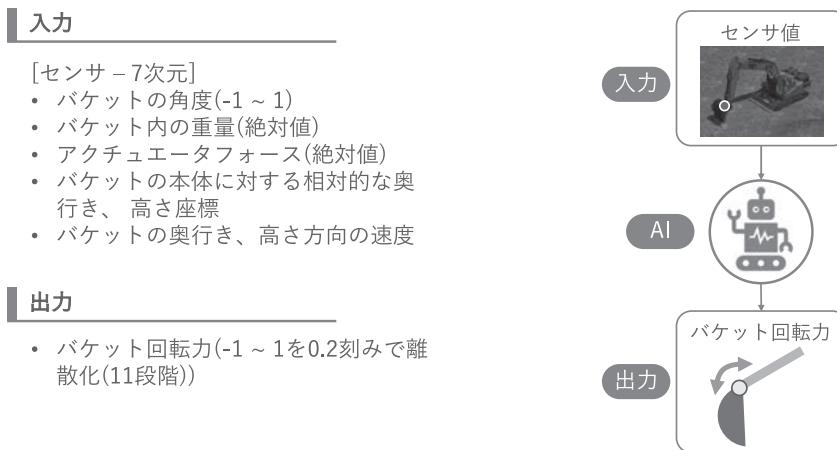 入力
[センサ – 7次元]
• バケットの角度(-1 ~ 1)
• バケット内の重量(絶対値)
• アクチュエータフォース(絶対値)
• バケットの本体に対する相対的な奥
行き、 高さ座標
• バケットの奥行き、高さ方向の速度
出力
• バケット回転力(-1 ~ 1を0.2刻みで離
散化(11段階))
センサ値
入力
AI
バケット回転力
出力